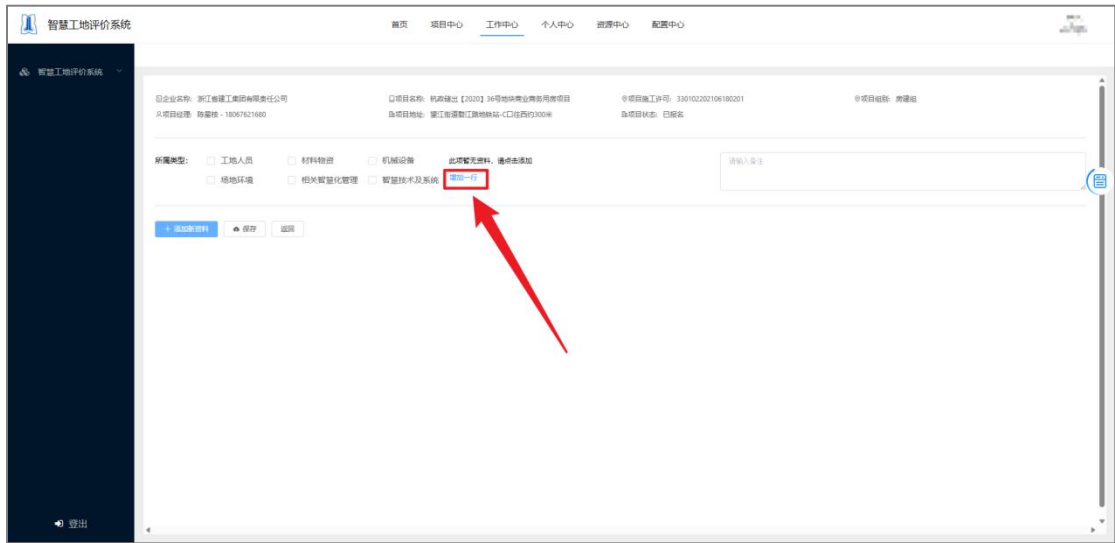 智慧工地评价系统
首页 项目中心 工作中心 个人中心 资源中心 配置中心
智慧工地评价系统
企业名称: 浙江省建工集团有限责任公司 项目名称: 杭政储出【2020】36号地块商业商务用房项目 项目施工许可: 330102202106180201 项目组别: 房建组
项目经理: 陈量技 - 18067621680 项目地址: 望江街道婺江路地铁站-C口往西约300米 项目状态: 已报名
所属类型: 工地人员 材料物资 机械设备 此项暂无资料, 请点击添加 请输入备注
场地环境 相关智慧化管理 智慧技术及系统 增加一行
+ 添加新资料 保存 返回
登出